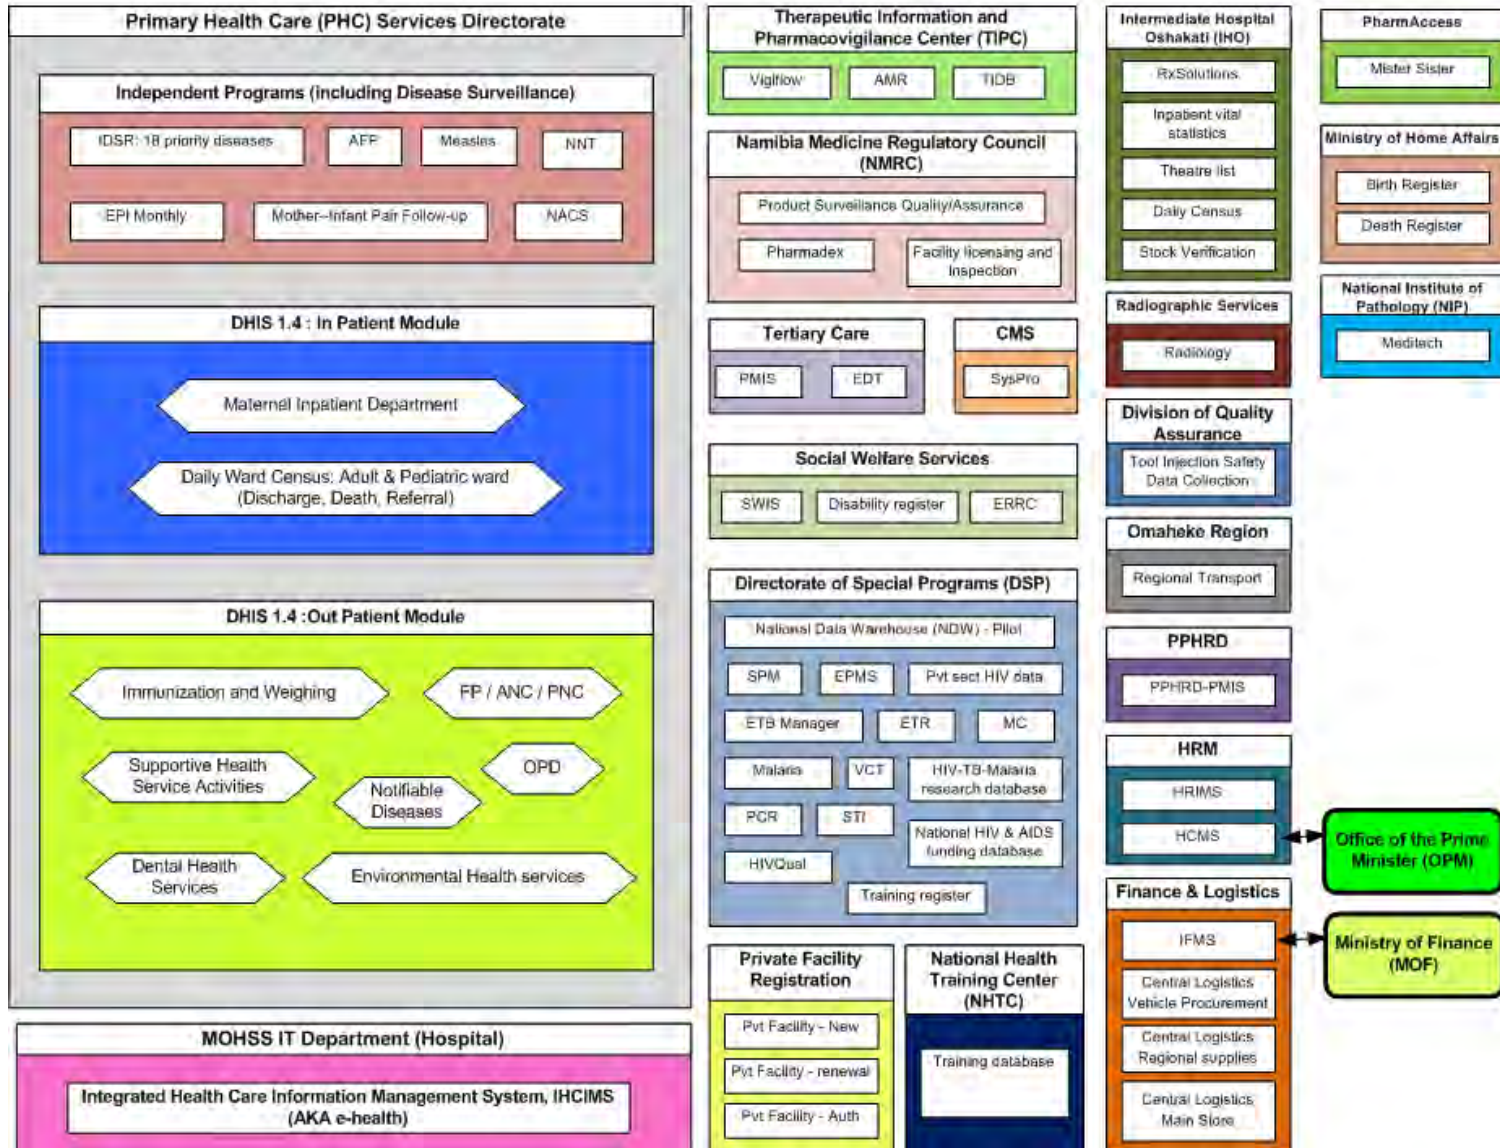 Primary Health Care (PHC) Services Directorate
Independent Programs (including Disease Surveillance)
IDSR: 18 priority diseases
AFP
Measles
NNT
EPI Monthly
Mother–Infant Pair Follow-up
NACS
DHIS 1.4 : In Patient Module
Maternal Inpatient Department
Daily Ward Census: Adult & Pediatric ward
(Discharge, Death, Referral)
DHIS 1.4 :Out Patient Module
Immunization and Weighing
FP / ANC / PNC
Supportive Health
Service Activities
Notifiable
Diseases
OPD
Dental Health
Services
Environmental Health services
MOHSS IT Department (Hospital)
Integrated Health Care Information Management System, IHCIMS
(AKA e-health)
Therapeutic Information and
Pharmacovigilance Center (TIPC)
Vigiflow
AMR
TIDB
Namibia Medicine Regulatory Council
(NMRC)
Product Surveillance Quality/Assurance
Pharmadex
Facility licensing and
Inspection
Tertiary Care
PMIS
EDT
CMS
SysPro
Social Welfare Services
SWIS
Disability register
ERRC
Directorate of Special Programs (DSP)
National Data Warehouse (NDW) - Pilot
SPM
EPMS
Pvt sect HIV data
ETB Manager
ETR
MC
Malaria
VCT
HIV-TB-Malaria
research database
PCR
STI
National HIV & AIDS
funding database
HIVQual
Training register
Private Facility
Registration
Pvt Facility - New
Pvt Facility - renewal
Pvt Facility - Auth
National Health
Training Center
(NHTC)
Training database
Intermediate Hospital
Oshakati (IHO)
RxSolutions
Inpatient vital
statistics
Theatre list
Daily Census
Stock Verification
Radiographic Services
Radiology
Division of Quality
Assurance
Tool Injection Safety
Data Collection
Omaheke Region
Regional Transport
PPHRD
PPHRD-PMIS
HRM
HRIMS
HCMS
Finance & Logistics
IFMS
Central Logistics
Vehicle Procurement
Central Logistics
Regional supplies
Central Logistics
Main Store
PharmAccess
Mister Sister
Ministry of Home Affairs
Birth Register
Death Register
National Institute of
Pathology (NIP)
Meditech
Office of the Prime
Minister (OPM)
Ministry of Finance
(MOF)